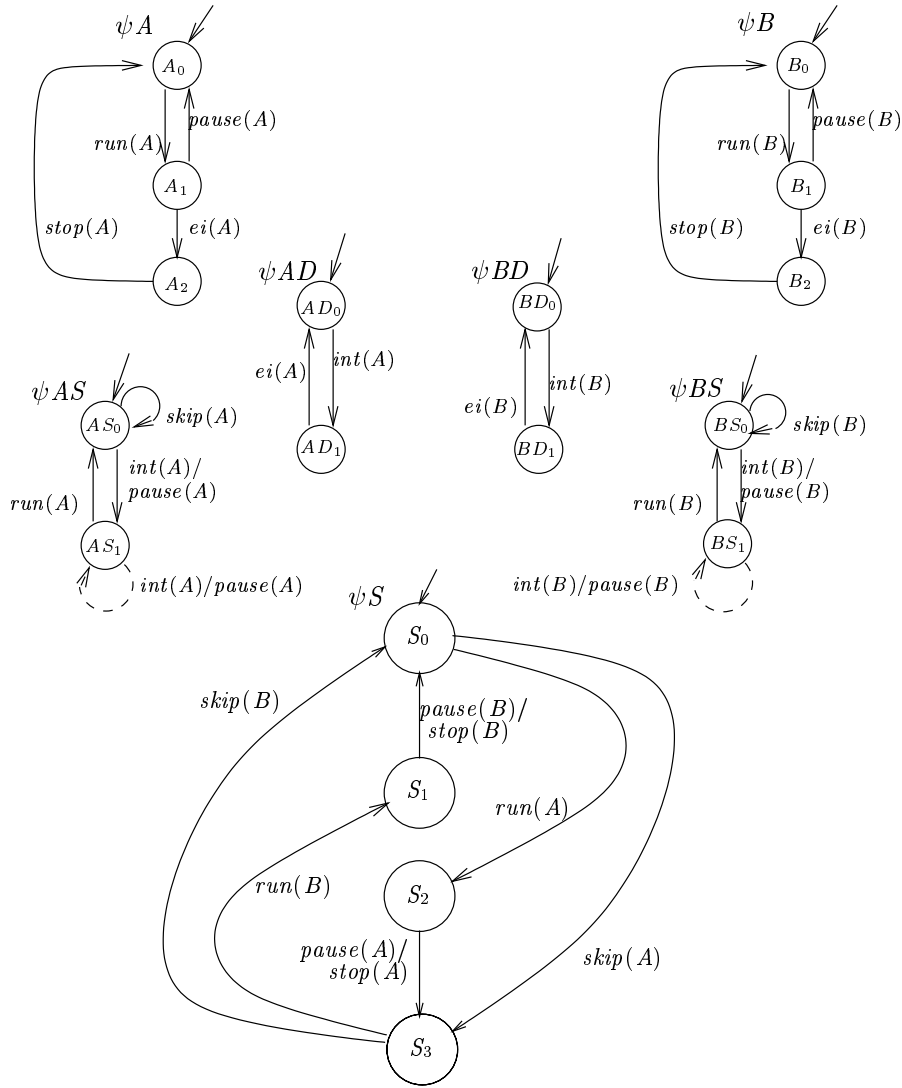 ψA
A₀
pause(A)
run(A)
A₁
stop(A)
ei(A)
A₂
ψB
B₀
pause(B)
run(B)
B₁
stop(B)
ei(B)
B₂
ψAD
AD₀
int(A)
ei(A)
AD₁
ψBD
BD₀
int(B)
ei(B)
BD₁
ψAS
AS₀
skip(A)
int(A)/
pause(A)
run(A)
AS₁
int(A)/pause(A)
ψBS
BS₀
skip(B)
int(B)/
pause(B)
run(B)
BS₁
int(B)/pause(B)
ψS
S₀
skip(B)
pause(B)/
stop(B)
S₁
run(A)
run(B)
S₂
pause(A)/
stop(A)
skip(A)
S₃